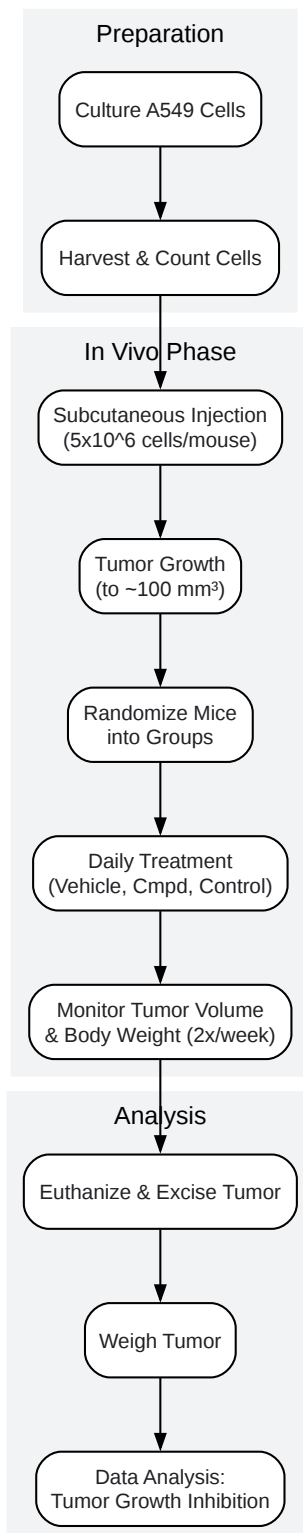 Preparation
Culture A549 Cells
Harvest & Count Cells
In Vivo Phase
Subcutaneous Injection
(5x10^6 cells/mouse)
Tumor Growth
(to ~100 mm³)
Randomize Mice
into Groups
Daily Treatment
(Vehicle, Cmpd, Control)
Monitor Tumor Volume
& Body Weight (2x/week)
Analysis
Euthanize & Excise Tumor
Weigh Tumor
Data Analysis:
Tumor Growth Inhibition